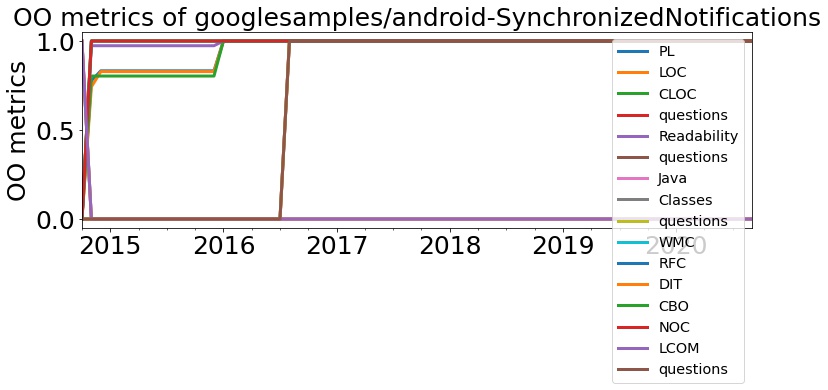 OO metrics of googlesamples/android-SynchronizedNotifications
OO metrics
1.0
0.5
0.0
2015
2016
2017
2018
2019
2020
PL
LOC
CLOC
questions
Readability
questions
Java
Classes
questions
WMC
RFC
DIT
CBO
NOC
LCOM
questions